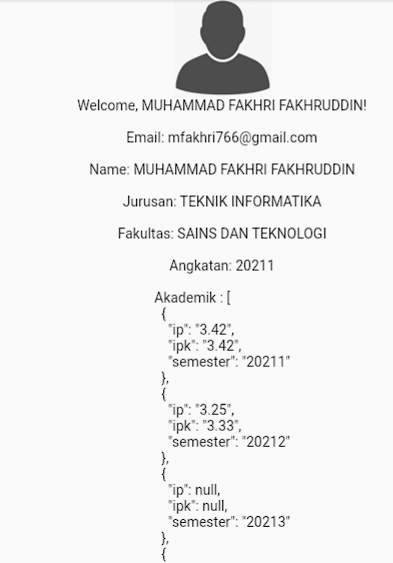 Welcome, MUHAMMAD FAKHRI FAKHRUDDIN!
Email: mfakhri766@gmail.com
Name: MUHAMMAD FAKHRI FAKHRUDDIN
Jurusan: TEKNIK INFORMATIKA
Fakultas: SAINS DAN TEKNOLOGI
Angkatan: 20211
Akademik : [
{
"ip": "3.42",
"ipk": "3.42",
"semester": "20211"
},
{
"ip": "3.25",
"ipk": "3.33",
"semester": "20212"
},
{
"ip": null,
"ipk": null,
"semester": "20213"
},
{